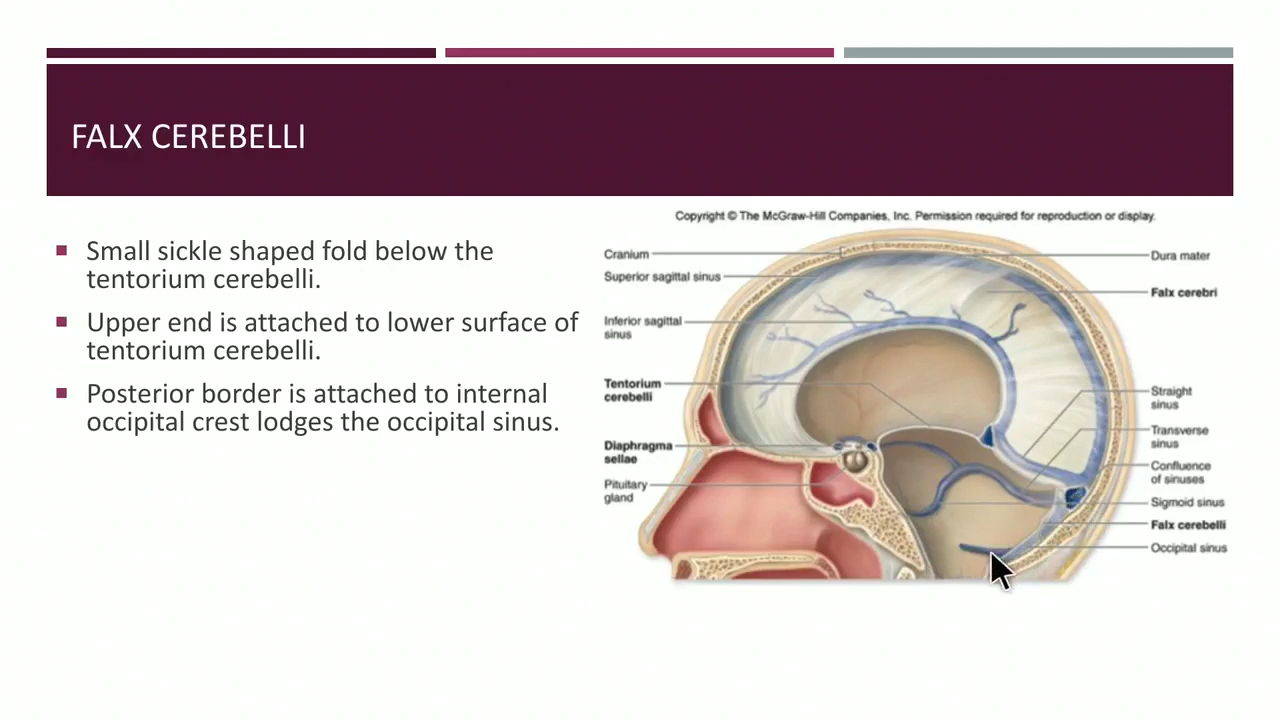 FALX CEREBELLI
Small sickle shaped fold below the
tentorium cerebelli.
Upper end is attached to lower surface of
tentorium cerebelli.
Posterior border is attached to internal
occipital crest lodges the occipital sinus.
Copyright © The McGraw-Hill Companies, Inc. Permission required for reproduction or display.
Cranium
Superior sagittal sinus
Inferior sagittal
sinus
Tentorium
cerebelli
Diaphragma
sellae
Pituitary
gland
Dura mater
Falx cerebri
Straight
sinus
Transverse
sinus
Confluence
of sinuses
Sigmoid sinus
Falx cerebelli
Occipital sinus